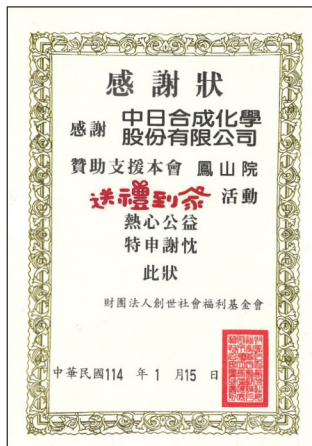 感謝狀
感謝 中日合成化學
股份有限公司
贊助支援本會 鳳山院
送禮到家 活動
熱心公益
特申謝忱
此狀
財團法人創世社會福利基金會
中華民國114 年 1 月15 日